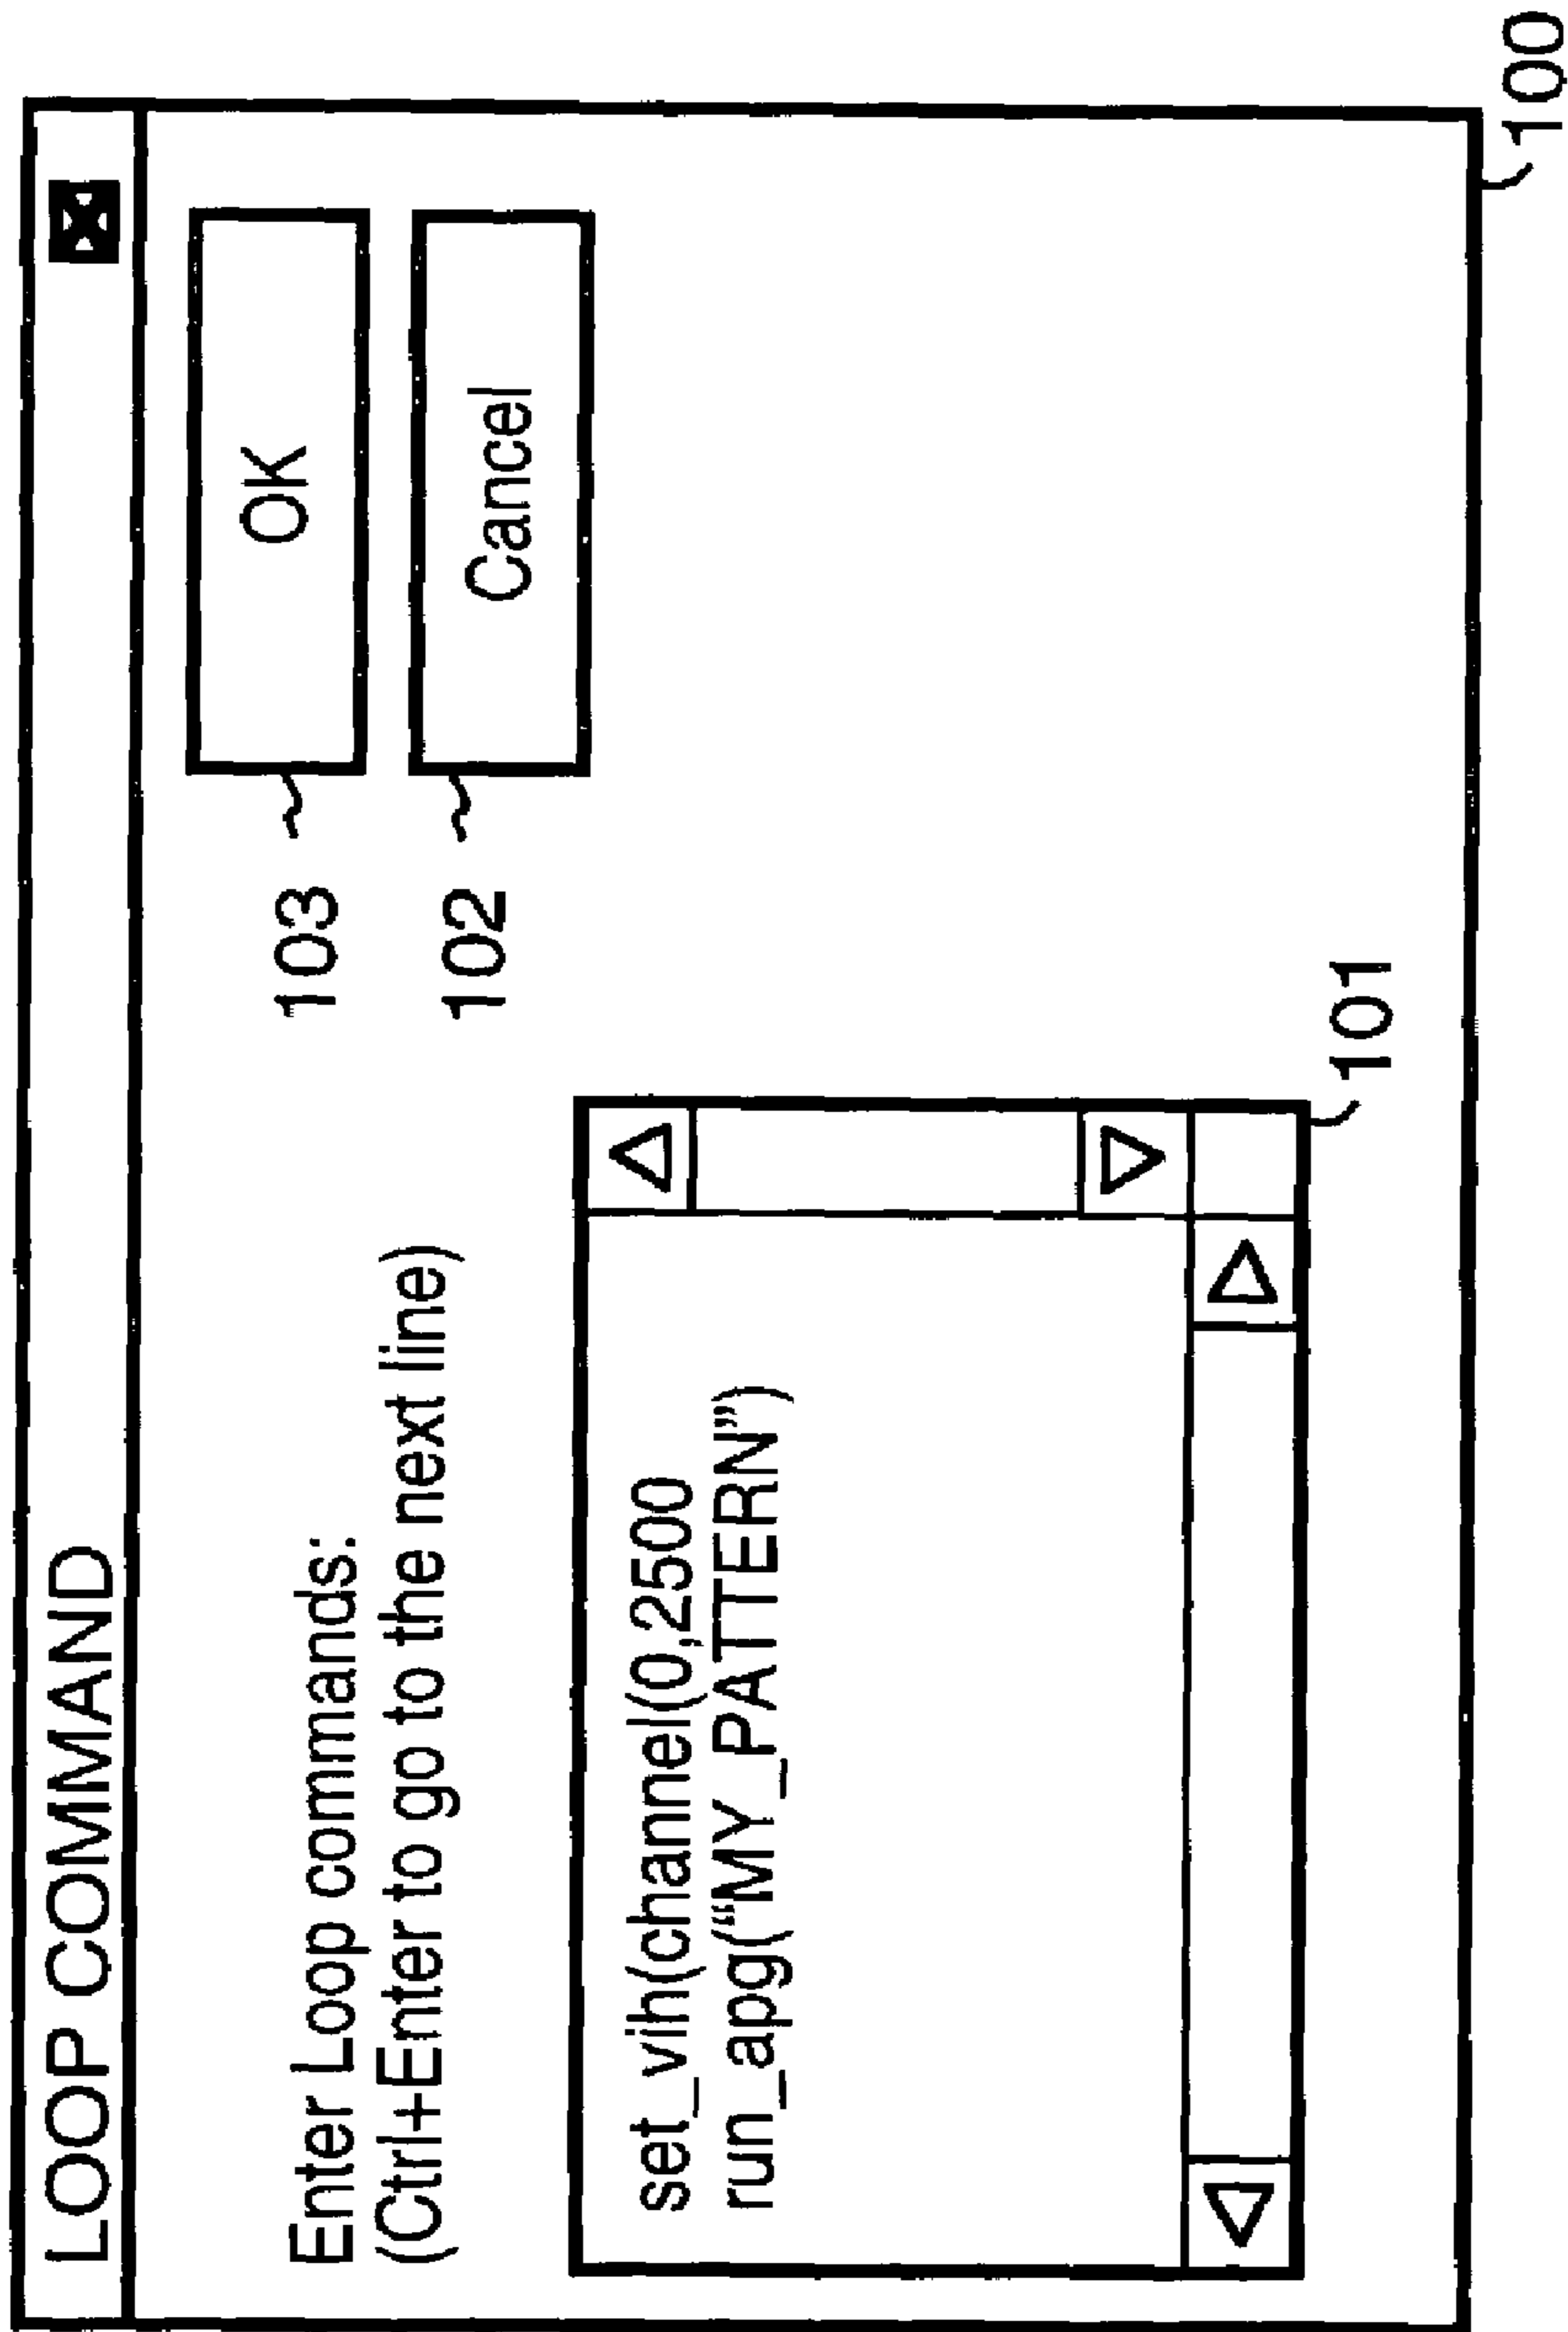 LOOP COMMAND
Enter Loop commands:
(Ctrl+Enter to go to the next line)
103
OK
102
Cancel
set_vih(channel(0,2500
run_apg(“MY_PATTERN”)
101
100